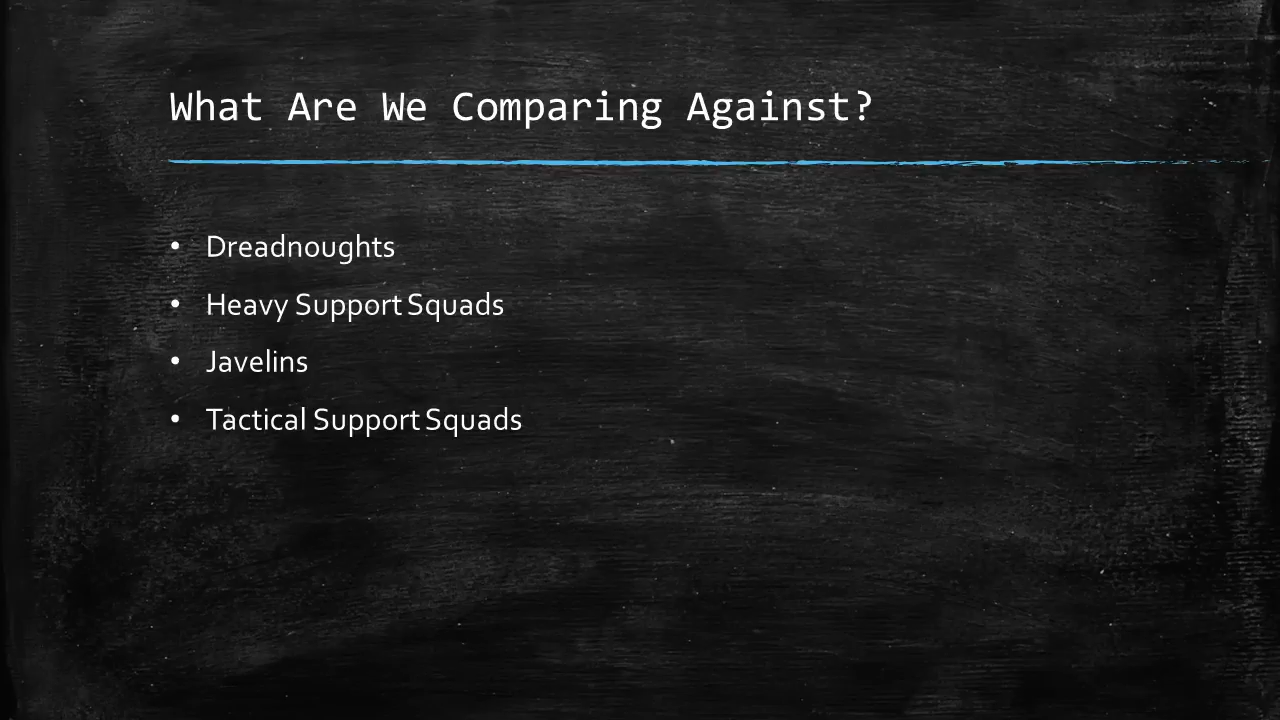 What Are We Comparing Against?
• Dreadnoughts
• Heavy Support Squads
• Javelins
• Tactical Support Squads